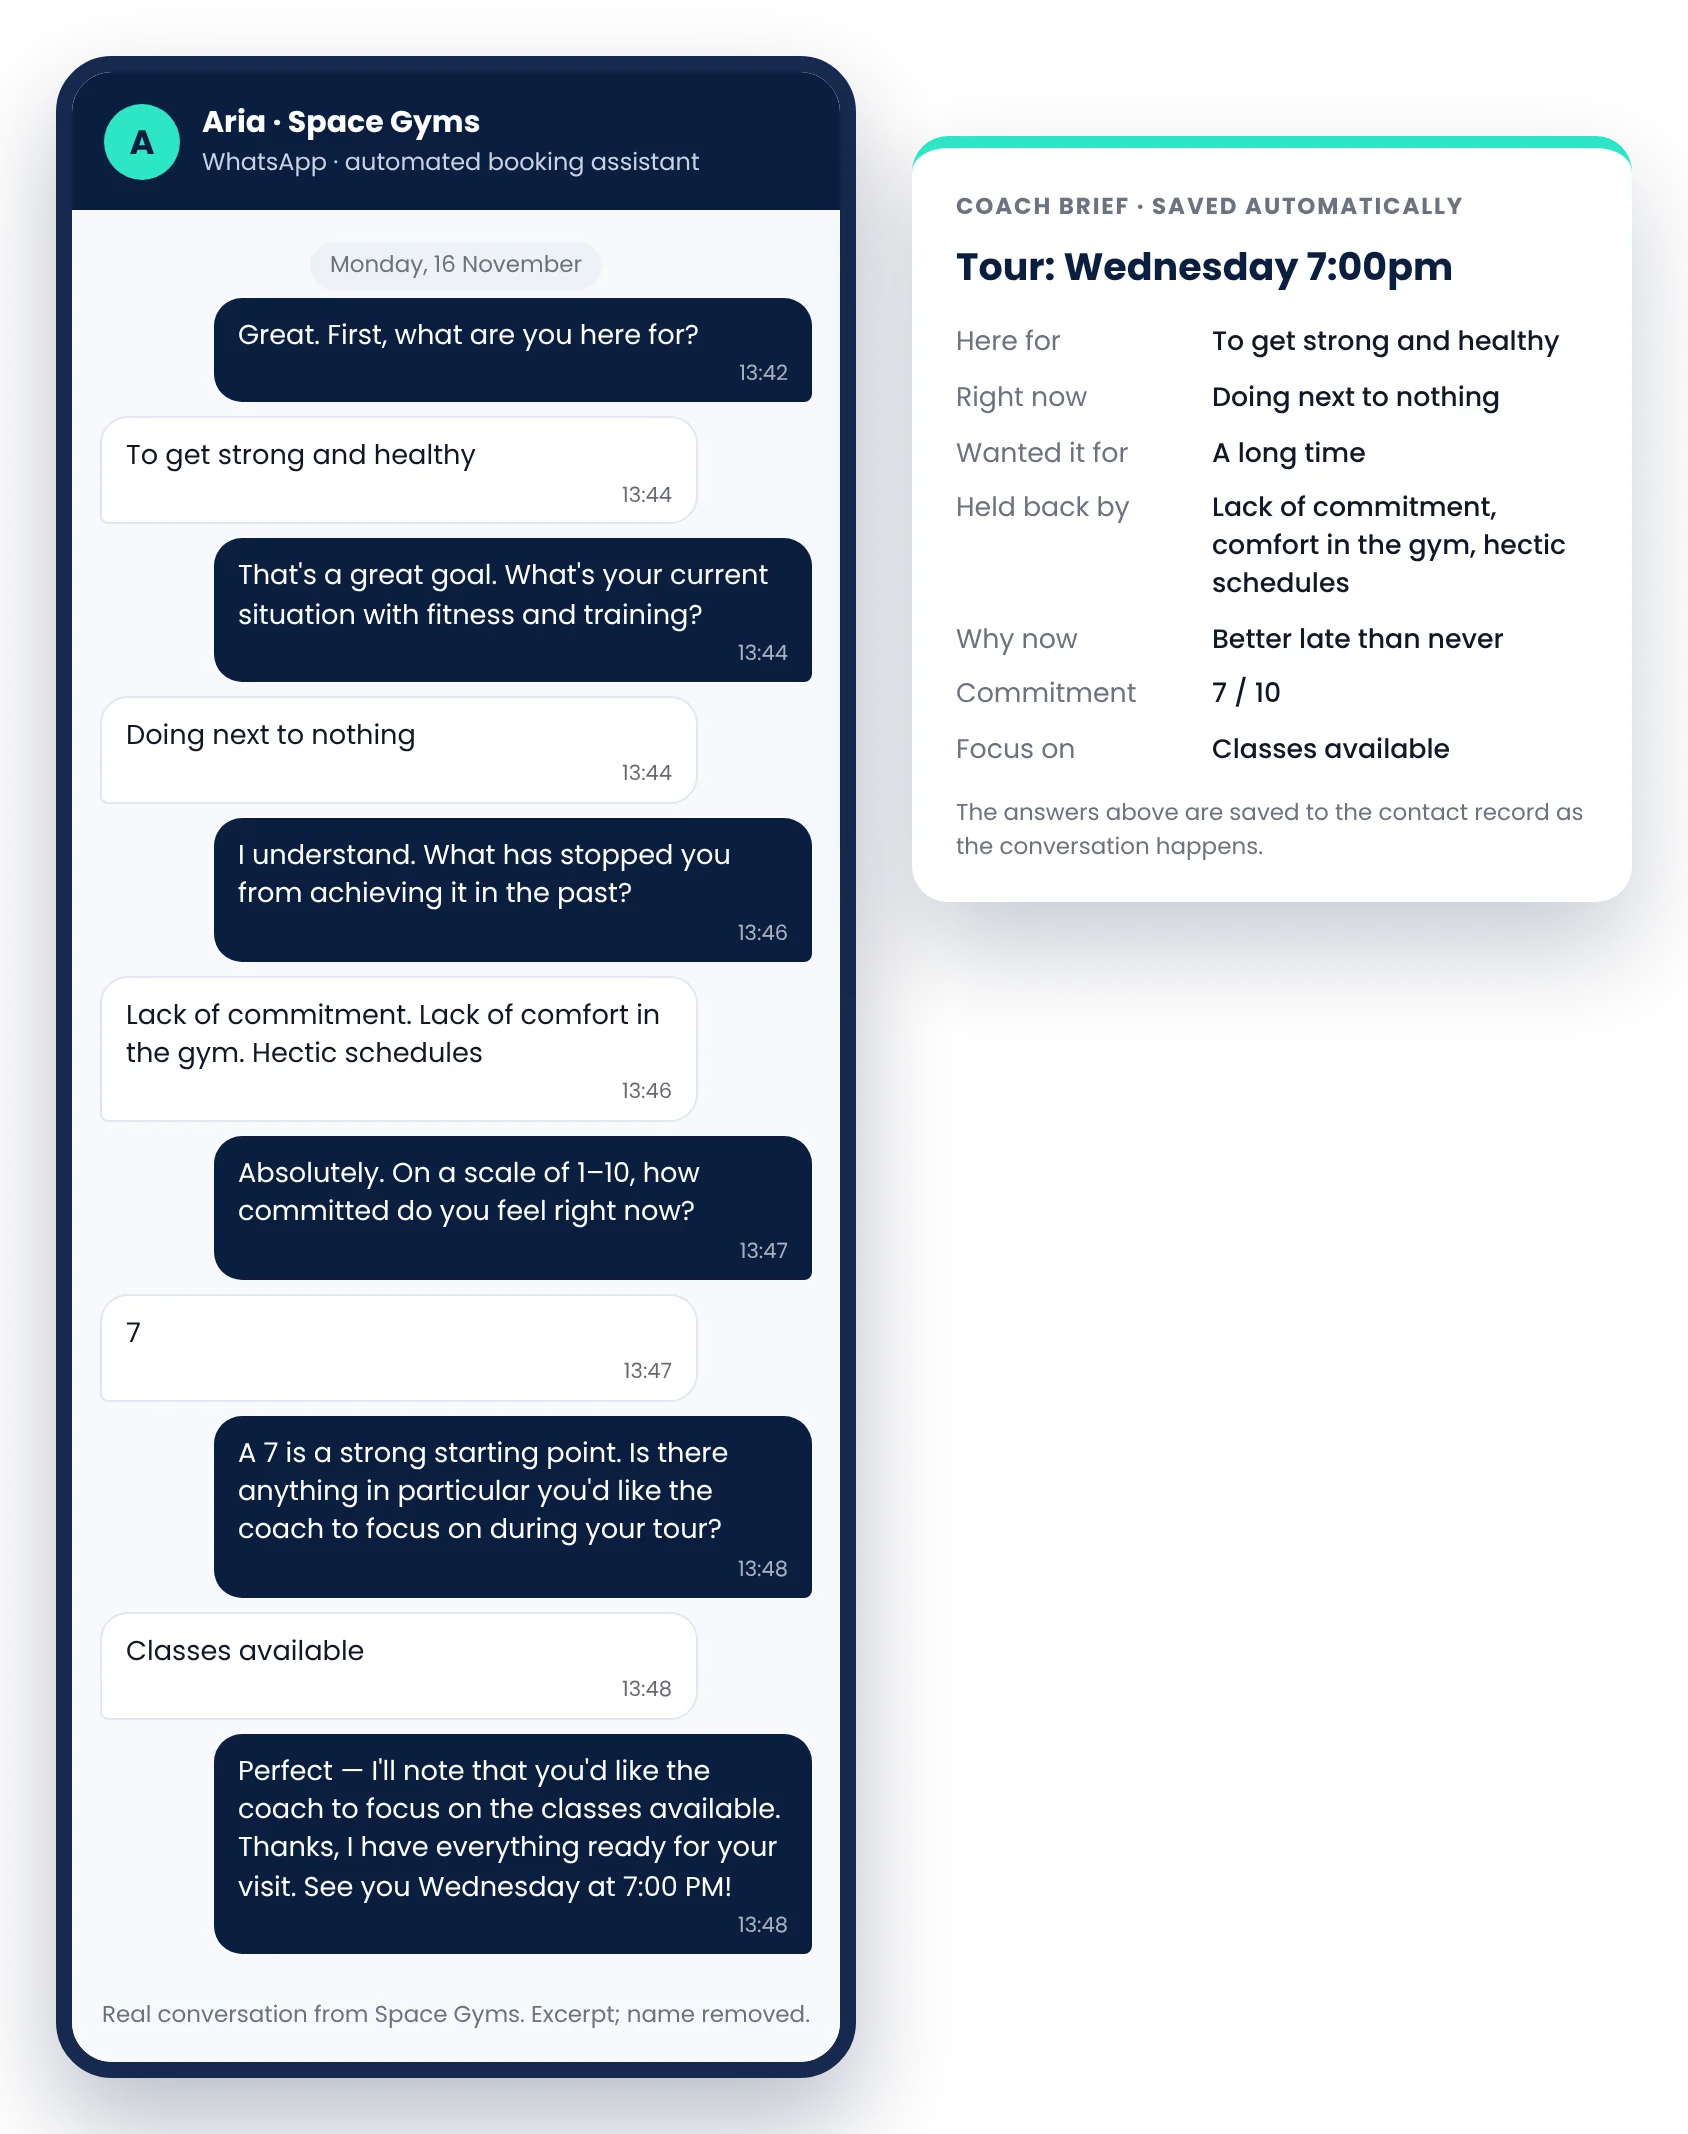 A
Aria · Space Gyms
WhatsApp · automated booking assistant
Monday, 16 November
Great. First, what are you here for?
13:42
To get strong and healthy
13:44
That's a great goal. What's your current
situation with fitness and training?
13:44
Doing next to nothing
13:44
I understand. What has stopped you
from achieving it in the past?
13:46
Lack of commitment. Lack of comfort in
the gym. Hectic schedules
13:46
Absolutely. On a scale of 1–10, how
committed do you feel right now?
13:47
7
13:47
A 7 is a strong starting point. Is there
anything in particular you'd like the
coach to focus on during your tour?
13:48
Classes available
13:48
Perfect — I'll note that you'd like the
coach to focus on the classes available.
Thanks, I have everything ready for your
visit. See you Wednesday at 7:00 PM!
13:48
Real conversation from Space Gyms. Excerpt; name removed.
COACH BRIEF · SAVED AUTOMATICALLY
Tour: Wednesday 7:00pm
Here for To get strong and healthy
Right now Doing next to nothing
Wanted it for A long time
Held back by Lack of commitment,
comfort in the gym, hectic
schedules
Why now Better late than never
Commitment 7 / 10
Focus on Classes available
The answers above are saved to the contact record as
the conversation happens.